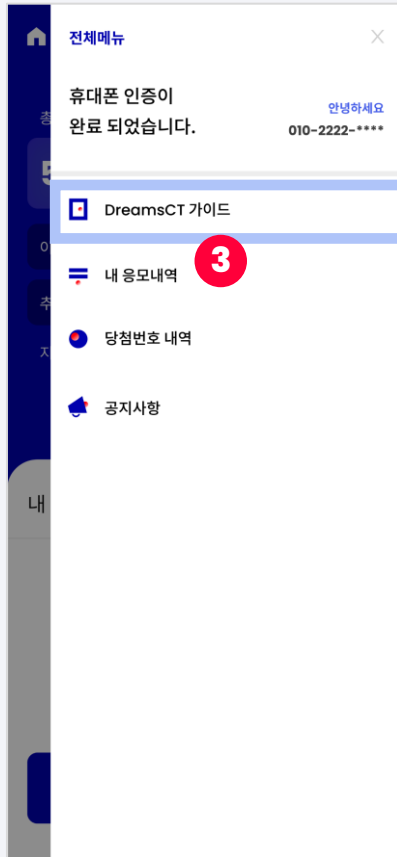 전체메뉴
휴대폰 인증이
완료 되었습니다.
안녕하세요
010-2222-****
DreamsCT 가이드
3
내 응모내역
당첨번호 내역
공지사항
내